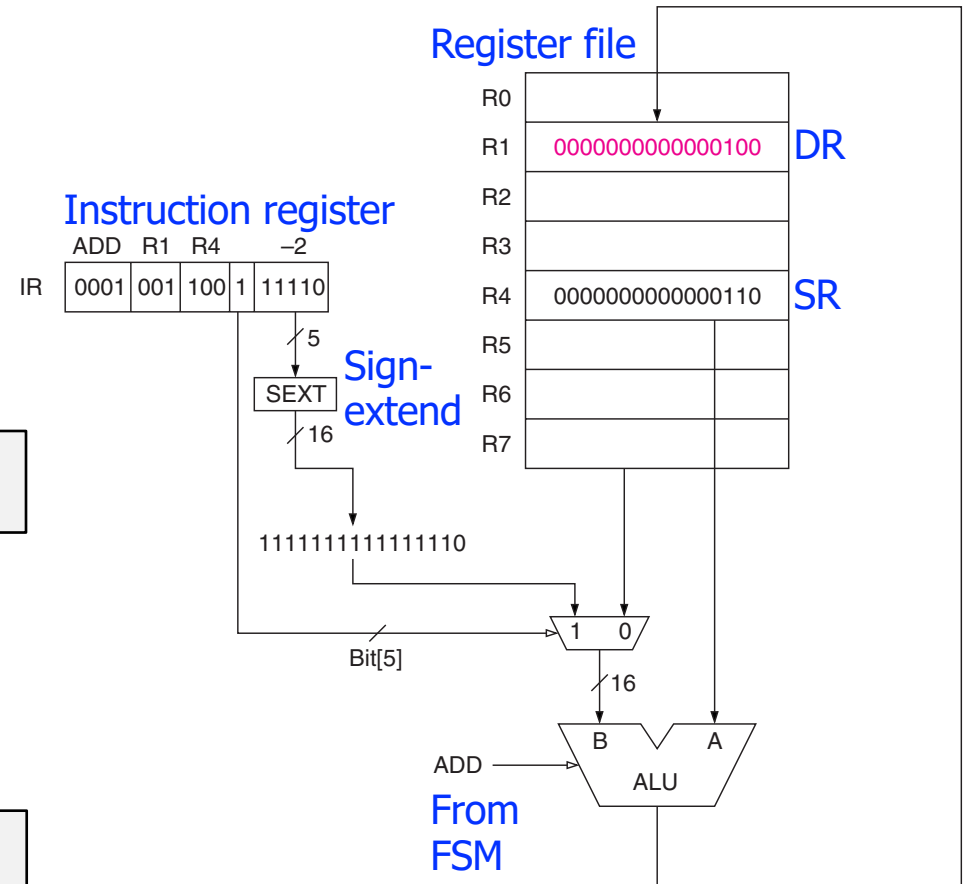 Register file
R0
R1 0000000000000100 DR
R2
Instruction register
ADD R1 R4 –2
R3
IR 0001 001 100 1 11110
R4 0000000000000110 SR
5
R5
Sign-
extend
SEXT
R6
16
R7
1111111111111110
1 0
Bit[5]
16
B A
ADD
ALU
From
FSM